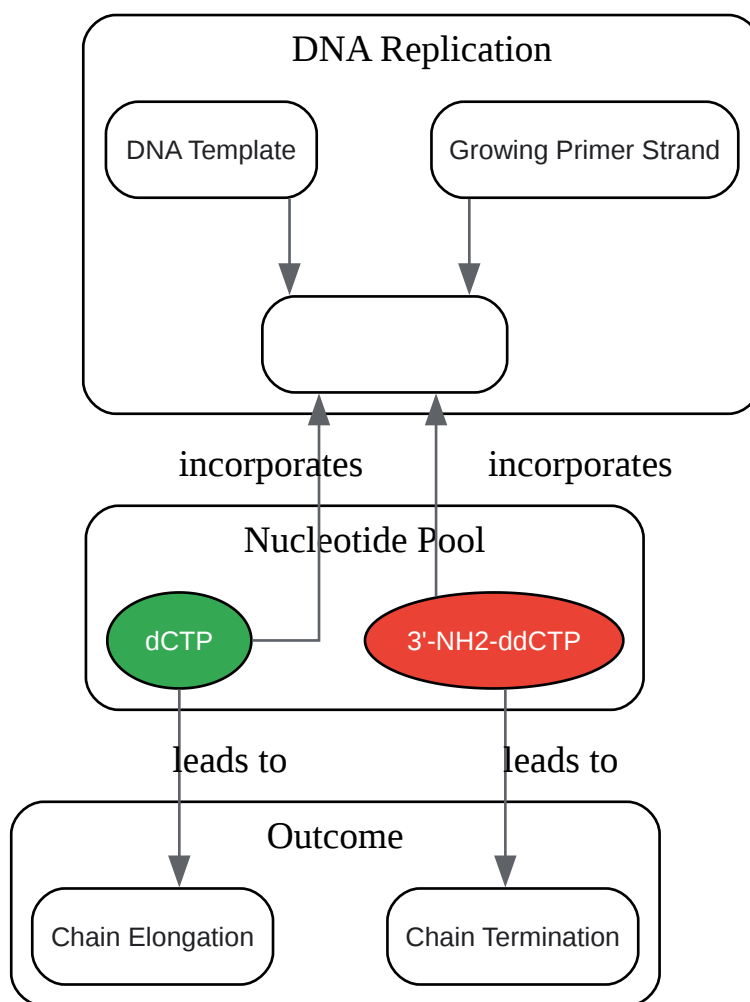 DNA Replication
DNA Template
Growing Primer Strand
incorporates
incorporates
Nucleotide Pool
dCTP
3'-NH2-ddCTP
leads to
leads to
Outcome
Chain Elongation
Chain Termination